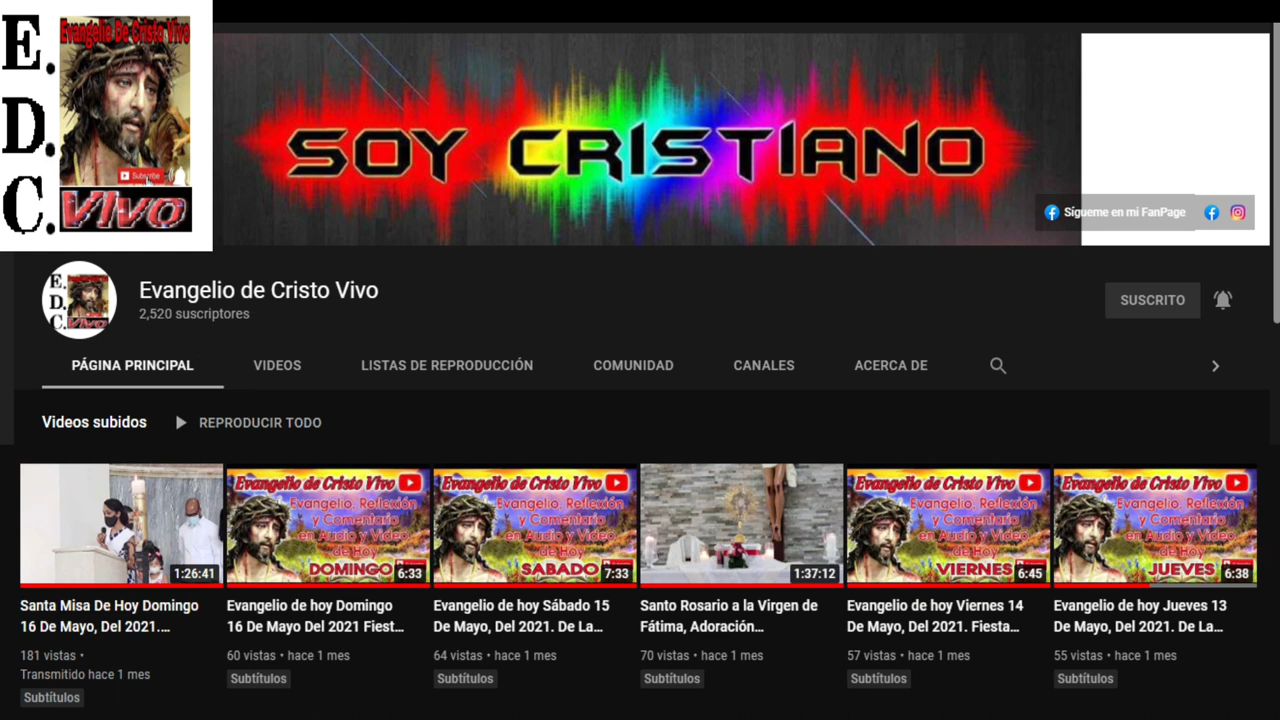 E.
Evangelio De Cristo Vivo
D.
Subscribe
C.
Vivo
SOY CRISTIANO
Sígueme en mi FanPage
E.
D.
C.
Vivo
Evangelio de Cristo Vivo
2,520 suscriptores
SUSCRITO
PÁGINA PRINCIPAL
VIDEOS
LISTAS DE REPRODUCCIÓN
COMUNIDAD
CANALES
ACERCA DE
Videos subidos
REPRODUCIR TODO
1:26:41
Santa Misa De Hoy Domingo
16 De Mayo, Del 2021....
181 vistas •
Transmitido hace 1 mes
Subtítulos
Evangelio de Cristo Vivo
Evangelio, Reflexión
y Comentario
en Audio y Video
de Hoy
DOMINGO
6:33
Evangelio de hoy Domingo
16 De Mayo Del 2021 Fiest...
60 vistas • hace 1 mes
Subtítulos
Evangelio de Cristo Vivo
Evangelio, Reflexión
y Comentario
en Audio y Video
de Hoy
SABADO
7:33
Evangelio de hoy Sábado 15
De Mayo, Del 2021. De La...
64 vistas • hace 1 mes
Subtítulos
1:37:12
Santo Rosario a la Virgen de
Fátima, Adoración...
70 vistas • hace 1 mes
Subtítulos
Evangelio de Cristo Vivo
Evangelio, Reflexión
y Comentario
en Audio y Video
de Hoy
VIERNES
6:45
Evangelio de hoy Viernes 14
De Mayo, Del 2021. Fiesta...
57 vistas • hace 1 mes
Subtítulos
Evangelio de Cristo Vivo
Evangelio, Reflexión
y Comentario
en Audio y Video
de Hoy
JUEVES
6:38
Evangelio de hoy Jueves 13
De Mayo, Del 2021. De La...
55 vistas • hace 1 mes
Subtítulos